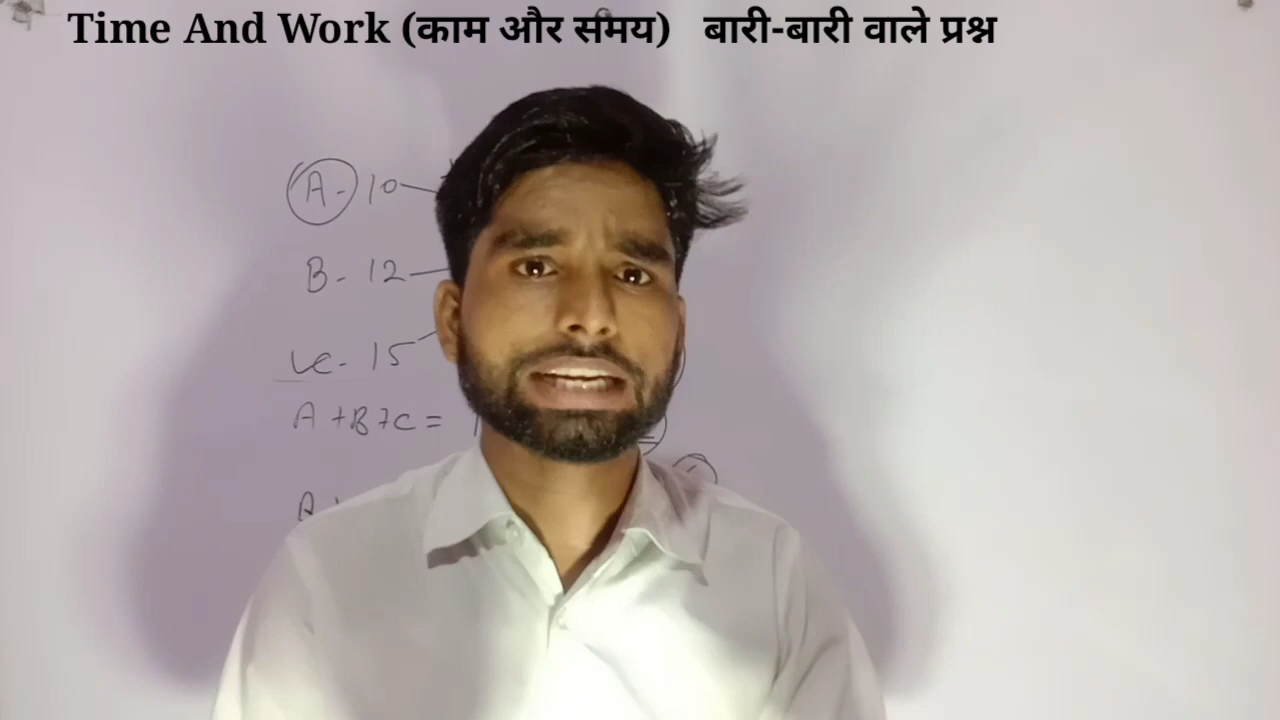 Time And Work (काम और समय) बारी-बारी वाले प्रश्न
A - 10
B - 12
C - 15
A + B + C =